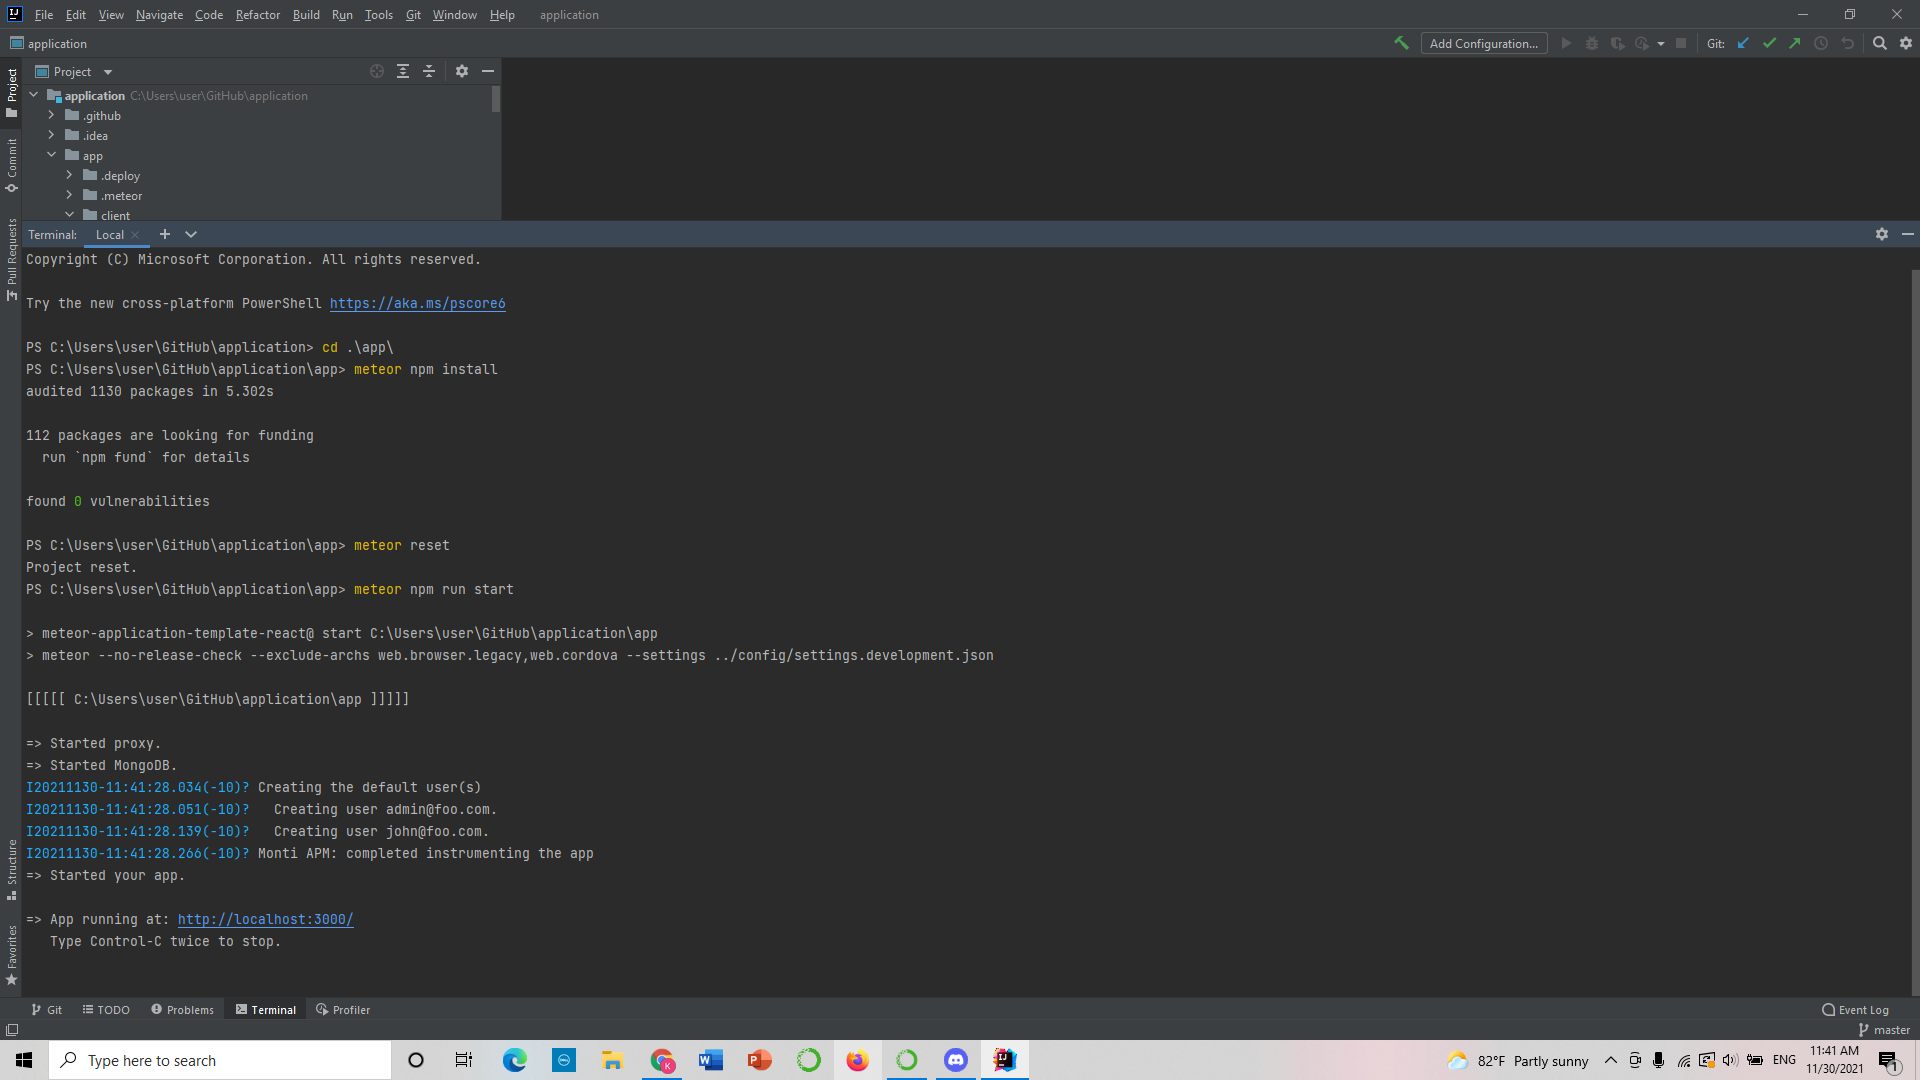 File Edit View Navigate Code Refactor Build Run Tools Git Window Help application
application
Add Configuration...
Git:
Project
application C:\Users\user\GitHub\application
.github
.idea
app
.deploy
.meteor
client
Project
Commit
Pull Requests
Structure
Favorites
Terminal: Local
Copyright (C) Microsoft Corporation. All rights reserved.
Try the new cross-platform PowerShell https://aka.ms/pscore6
PS C:\Users\user\GitHub\application> cd .\app\
PS C:\Users\user\GitHub\application\app> meteor npm install
audited 1130 packages in 5.302s
112 packages are looking for funding
run `npm fund` for details
found 0 vulnerabilities
PS C:\Users\user\GitHub\application\app> meteor reset
Project reset.
PS C:\Users\user\GitHub\application\app> meteor npm run start
> meteor-application-template-react@ start C:\Users\user\GitHub\application\app
> meteor --no-release-check --exclude-archs web.browser.legacy,web.cordova --settings ../config/settings.development.json
[[[[[ C:\Users\user\GitHub\application\app ]]]]]
=> Started proxy.
=> Started MongoDB.
I20211130-11:41:28.034(-10)? Creating the default user(s)
I20211130-11:41:28.051(-10)?   Creating user admin@foo.com.
I20211130-11:41:28.139(-10)?   Creating user john@foo.com.
I20211130-11:41:28.266(-10)? Monti APM: completed instrumenting the app
=> Started your app.
=> App running at: http://localhost:3000/
Type Control-C twice to stop.
Git TODO Problems Terminal Profiler
Event Log
master
Type here to search
82°F Partly sunny
ENG
11:41 AM
11/30/2021
1